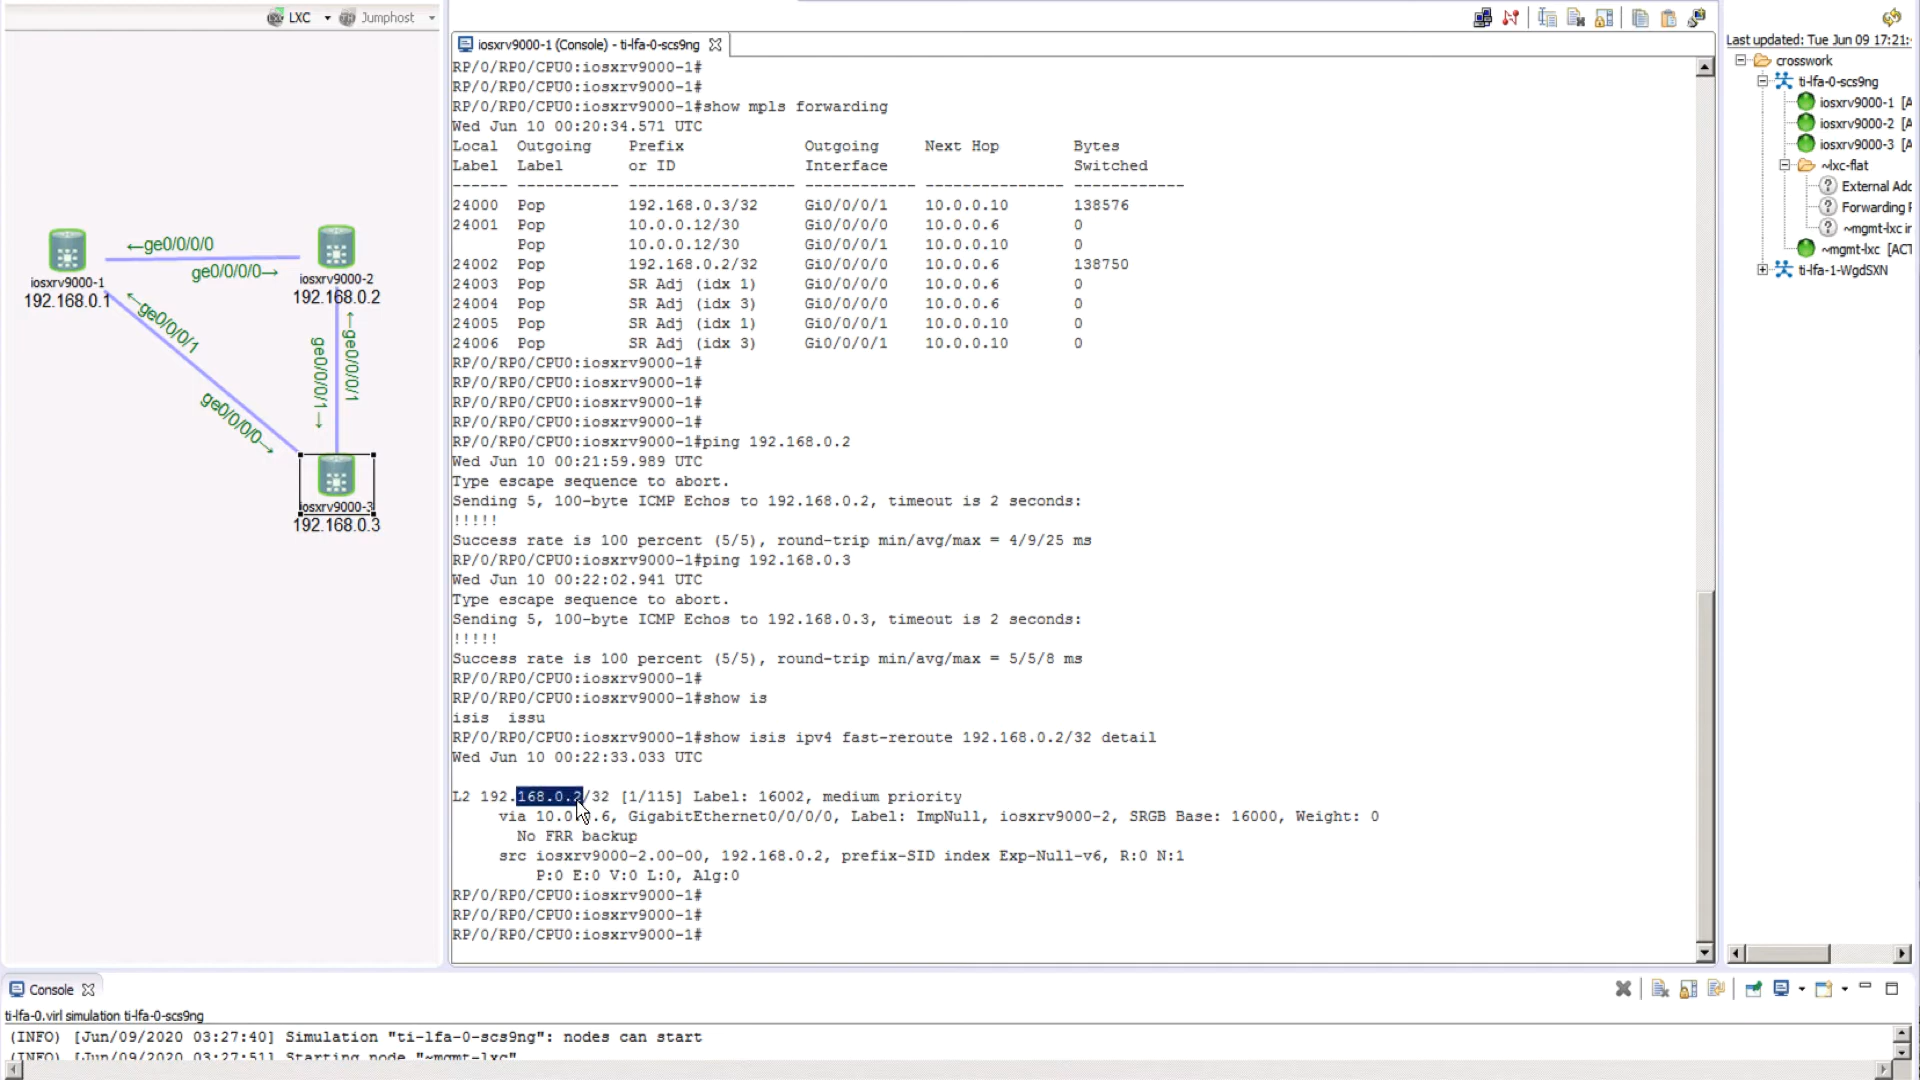 LXC
Jumphost
←ge0/0/0/0
ge0/0/0/0→
iosxrv9000-1
192.168.0.1
iosxrv9000-2
192.168.0.2
←ge0/0/0/1
ge0/0/0/0→
ge0/0/0/1→
←ge0/0/0/1
iosxrv9000-3
192.168.0.3
iosxrv9000-1 (Console) - ti-lfa-0-scs9ng
RP/0/RP0/CPU0:iosxrv9000-1#
RP/0/RP0/CPU0:iosxrv9000-1#
RP/0/RP0/CPU0:iosxrv9000-1#show mpls forwarding
Wed Jun 10 00:20:34.571 UTC
Local  Outgoing    Prefix             Outgoing     Next Hop        Bytes
Label  Label       or ID              Interface                    Switched
------ ----------- ------------------ ------------ --------------- ------------
24000  Pop         192.168.0.3/32     Gi0/0/0/1    10.0.0.10       138576
24001  Pop         10.0.0.12/30       Gi0/0/0/0    10.0.0.6        0
       Pop         10.0.0.12/30       Gi0/0/0/1    10.0.0.10       0
24002  Pop         192.168.0.2/32     Gi0/0/0/0    10.0.0.6        138750
24003  Pop         SR Adj (idx 1)     Gi0/0/0/0    10.0.0.6        0
24004  Pop         SR Adj (idx 3)     Gi0/0/0/0    10.0.0.6        0
24005  Pop         SR Adj (idx 1)     Gi0/0/0/1    10.0.0.10       0
24006  Pop         SR Adj (idx 3)     Gi0/0/0/1    10.0.0.10       0
RP/0/RP0/CPU0:iosxrv9000-1#
RP/0/RP0/CPU0:iosxrv9000-1#
RP/0/RP0/CPU0:iosxrv9000-1#
RP/0/RP0/CPU0:iosxrv9000-1#
RP/0/RP0/CPU0:iosxrv9000-1#ping 192.168.0.2
Wed Jun 10 00:21:59.989 UTC
Type escape sequence to abort.
Sending 5, 100-byte ICMP Echos to 192.168.0.2, timeout is 2 seconds:
!!!!!
Success rate is 100 percent (5/5), round-trip min/avg/max = 4/9/25 ms
RP/0/RP0/CPU0:iosxrv9000-1#ping 192.168.0.3
Wed Jun 10 00:22:02.941 UTC
Type escape sequence to abort.
Sending 5, 100-byte ICMP Echos to 192.168.0.3, timeout is 2 seconds:
!!!!!
Success rate is 100 percent (5/5), round-trip min/avg/max = 5/5/8 ms
RP/0/RP0/CPU0:iosxrv9000-1#
RP/0/RP0/CPU0:iosxrv9000-1#show is
isis  issu
RP/0/RP0/CPU0:iosxrv9000-1#show isis ipv4 fast-reroute 192.168.0.2/32 detail
Wed Jun 10 00:22:33.033 UTC
L2 192.168.0.2/32 [1/115] Label: 16002, medium priority
via 10.0.0.6, GigabitEthernet0/0/0/0, Label: ImpNull, iosxrv9000-2, SRGB Base: 16000, Weight: 0
No FRR backup
src iosxrv9000-2.00-00, 192.168.0.2, prefix-SID index Exp-Null-v6, R:0 N:1
P:0 E:0 V:0 L:0, Alg:0
RP/0/RP0/CPU0:iosxrv9000-1#
RP/0/RP0/CPU0:iosxrv9000-1#
RP/0/RP0/CPU0:iosxrv9000-1#
Last updated: Tue Jun 09 17:21:
crosswork
ti-lfa-0-scs9ng
iosxrv9000-1 [A
iosxrv9000-2 [A
iosxrv9000-3 [A
~lxc-flat
External Add
Forwarding
~mgmt-lxc in
~mgmt-lxc [ACT
ti-lfa-1-WgdSXN
Console
ti-lfa-0.virl simulation ti-lfa-0-scs9ng
(INFO) [Jun/09/2020 03:27:40] Simulation "ti-lfa-0-scs9ng": nodes can start
(INFO) [Jun/09/2020 03:27:51] Starting node "~mgmt-lxc"